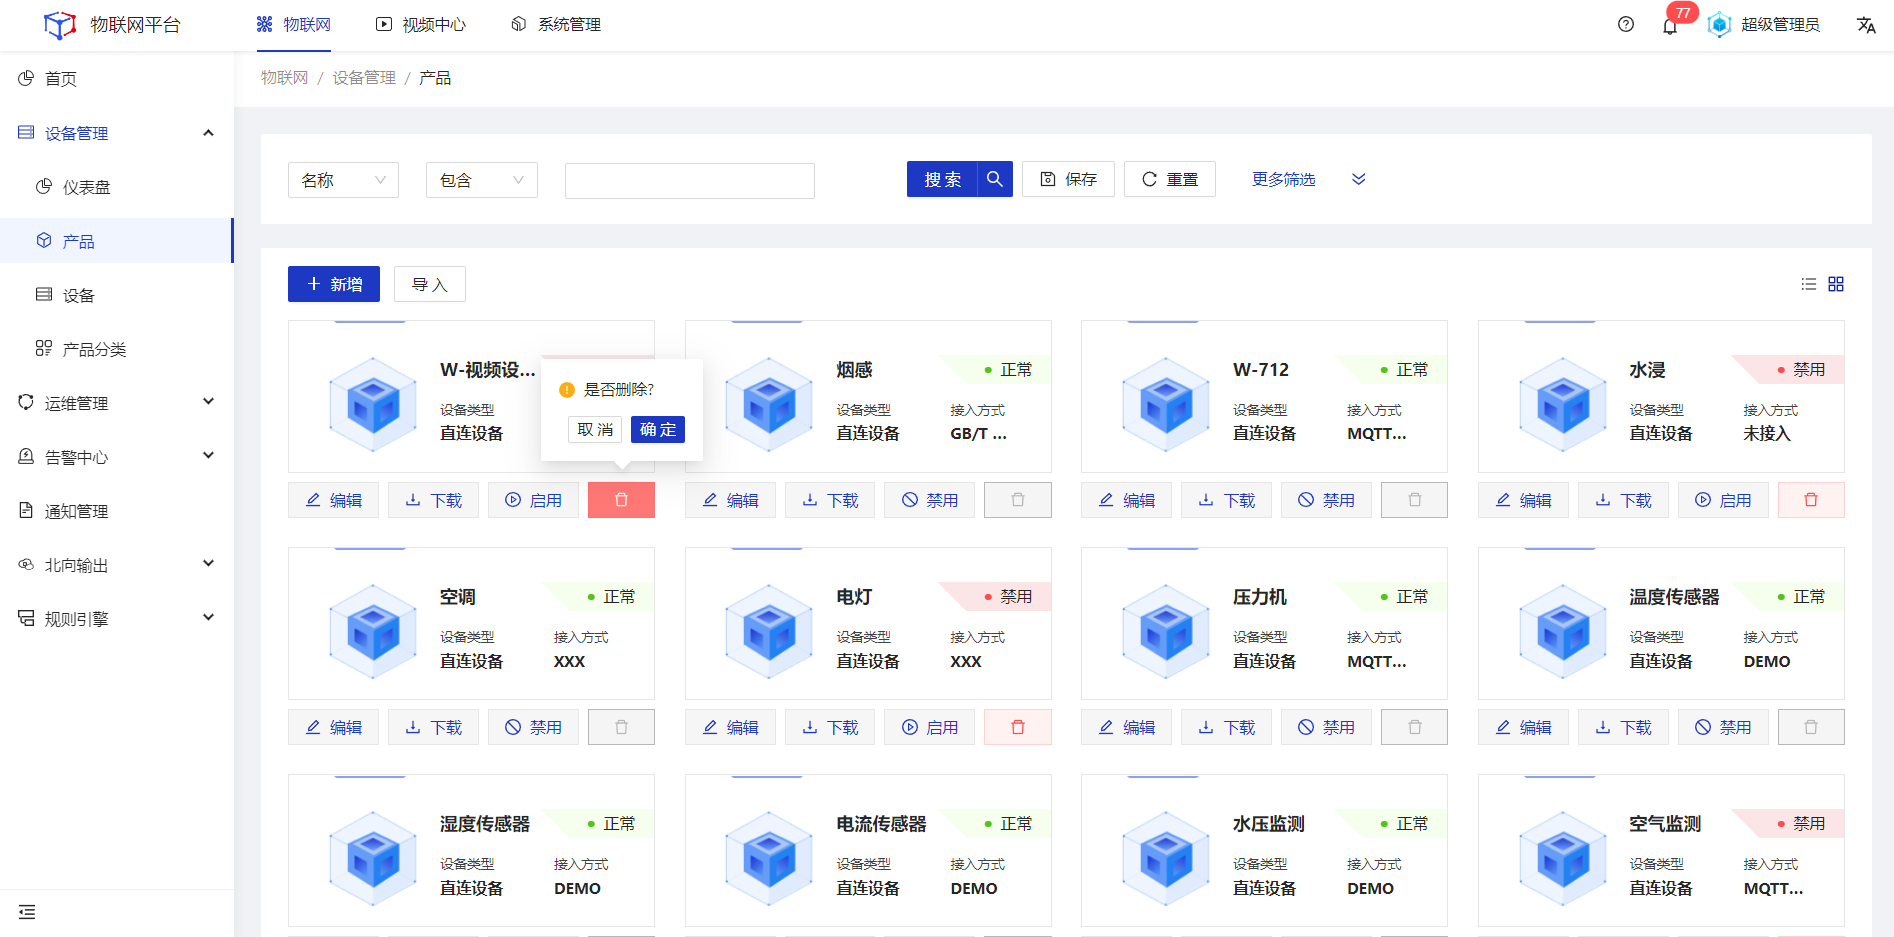 物联网平台
物联网
视频中心
系统管理
77
超级管理员
首页
设备管理
仪表盘
产品
设备
产品分类
运维管理
告警中心
通知管理
北向输出
规则引擎
物联网 / 设备管理 / 产品
名称
包含
搜 索
保存
重置
更多筛选
新增
导 入
W-视频设...
设备类型
直连设备
是否删除?
取 消
确 定
编辑
下载
启用
烟感
正常
设备类型
接入方式
直连设备
GB/T ...
编辑
下载
禁用
W-712
正常
设备类型
接入方式
直连设备
MQTT...
编辑
下载
禁用
水浸
禁用
设备类型
接入方式
直连设备
未接入
编辑
下载
启用
空调
正常
设备类型
接入方式
直连设备
XXX
编辑
下载
禁用
电灯
禁用
设备类型
接入方式
直连设备
XXX
编辑
下载
启用
压力机
正常
设备类型
接入方式
直连设备
MQTT...
编辑
下载
禁用
温度传感器
正常
设备类型
接入方式
直连设备
DEMO
编辑
下载
禁用
湿度传感器
正常
设备类型
接入方式
直连设备
DEMO
电流传感器
正常
设备类型
接入方式
直连设备
DEMO
水压监测
正常
设备类型
接入方式
直连设备
DEMO
空气监测
禁用
设备类型
接入方式
直连设备
MQTT...